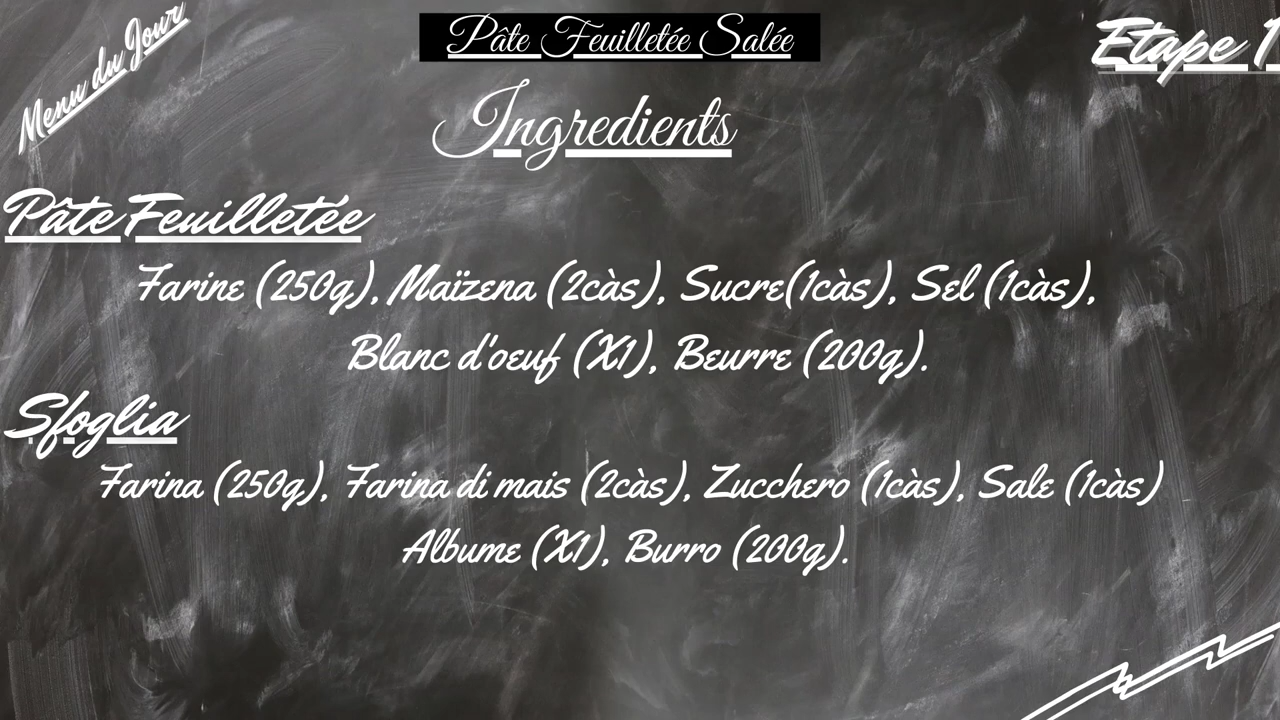 Menu du Jour
Pâte Feuilletée Salée
Etape 1
Ingredients
Pâte Feuilletée
Farine (250g), Maïzena (2càs), Sucre(1càs), Sel (1càs),
Blanc d'oeuf (X1), Beurre (200g).
Sfoglia
Farina (250g), Farina di mais (2càs), Zucchero (1càs), Sale (1càs)
Albume (X1), Burro (200g).